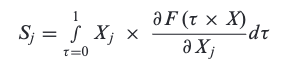 S_j = ∫_{τ=0}^{1} X_j × ∂F(τ × X)/∂X_j dτ